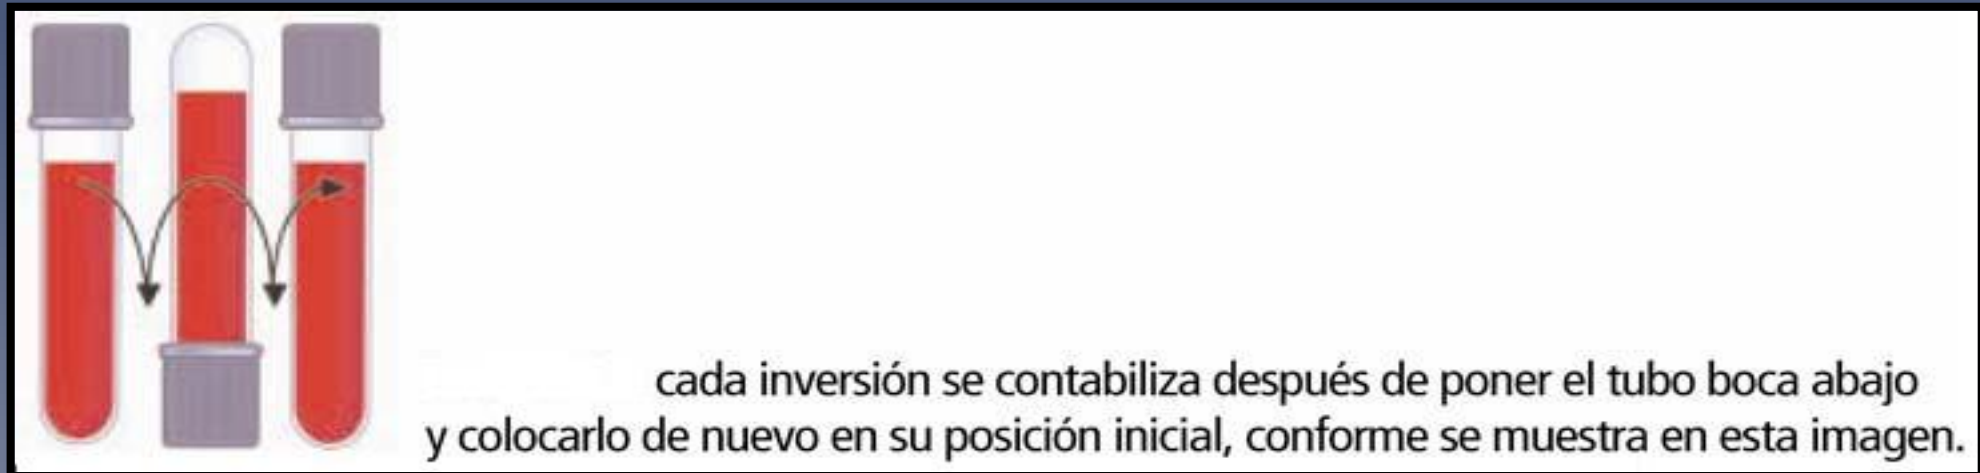 cada inversión se contabiliza después de poner el tubo boca abajo
y colocarlo de nuevo en su posición inicial, conforme se muestra en esta imagen.